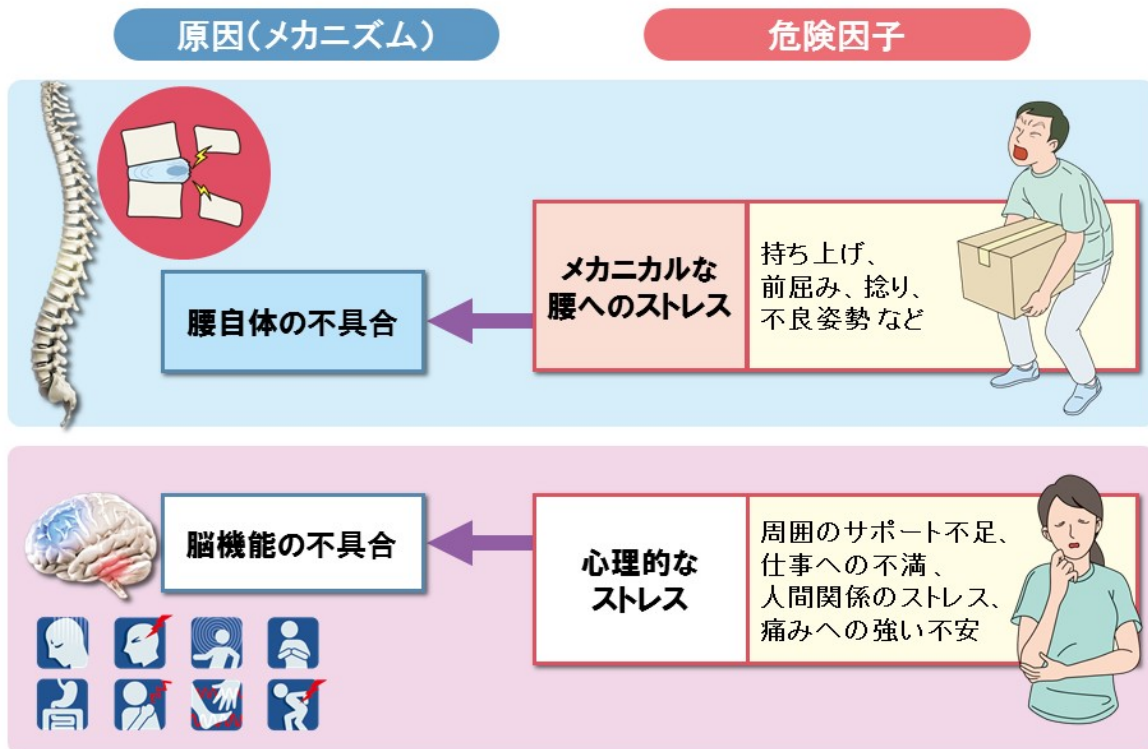 原因(メカニズム)
危険因子
腰自体の不具合
メカニカルな
腰へのストレス
持ち上げ、
前屈み、捻り、
不良姿勢 など
脳機能の不具合
心理的な
ストレス
周囲のサポート不足、
仕事への不満、
人間関係のストレス、
痛みへの強い不安